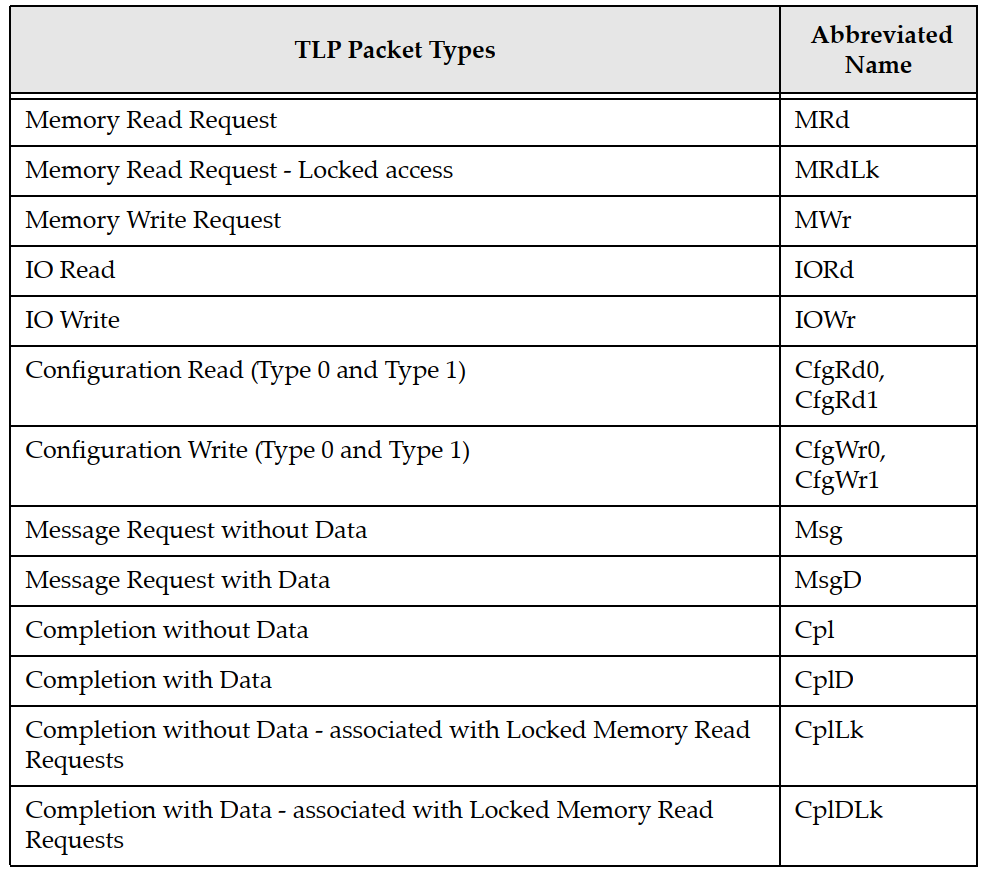 TLP Packet Types
Abbreviated
Name
Memory Read Request
MRd
Memory Read Request - Locked access
MRdLk
Memory Write Request
MWr
IO Read
IORd
IO Write
IOWr
Configuration Read (Type 0 and Type 1)
CfgRd0,
CfgRd1
Configuration Write (Type 0 and Type 1)
CfgWr0,
CfgWr1
Message Request without Data
Msg
Message Request with Data
MsgD
Completion without Data
Cpl
Completion with Data
CplD
Completion without Data - associated with Locked Memory Read
Requests
CplLk
Completion with Data - associated with Locked Memory Read
Requests
CplDLk